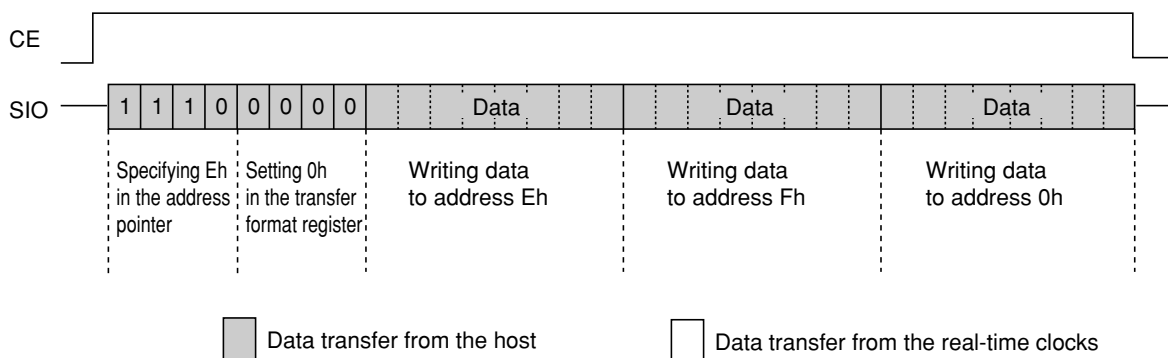 CE
SIO 1 1 1 0 0 0 0 0 Data Data Data
Specifying Eh
in the address
pointer
Setting 0h
in the transfer
format register
Writing data
to address Eh
Writing data
to address Fh
Writing data
to address 0h
Data transfer from the host
Data transfer from the real-time clocks